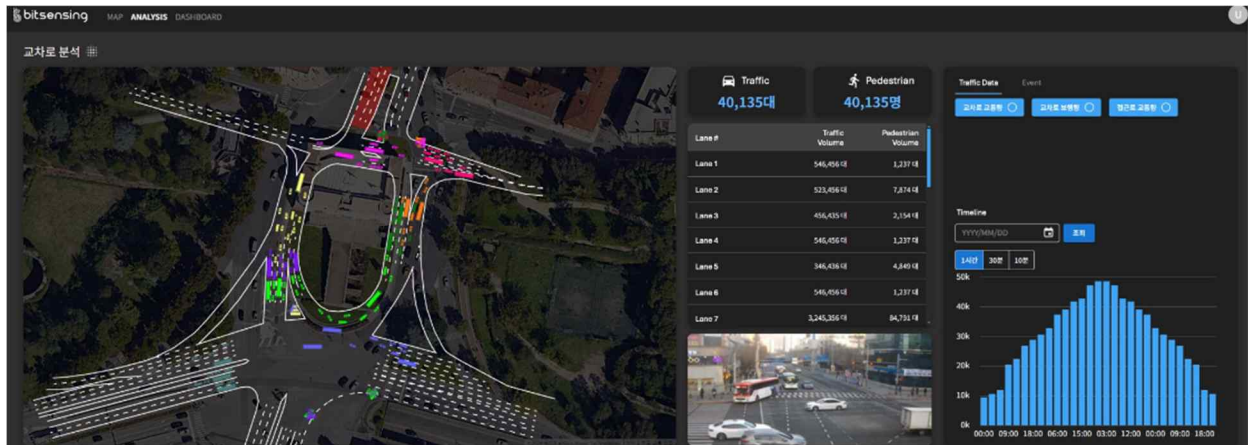 bitsensing MAP ANALYSIS DASHBOARD
U
교차로 분석
Traffic
40,135대
Pedestrian
40,135명
Lane # Traffic Volume Pedestrian Volume
Lane 1 546,456 대 1,237 대
Lane 2 523,456 대 7,874 대
Lane 3 456,435 대 2,154 대
Lane 4 546,456 대 1,237 대
Lane 5 346,436 대 4,849 대
Lane 6 546,456 대 1,237 대
Lane 7 3,245,356 대 84,791 대
Traffic Data Event
교차로 교통량 교차로 보행량 접근로 교통량
Timeline
YYYY/MM/DD 조회
1시간 30분 10분
50k
40k
30k
20k
10k
0k
00:00 09:00 18:00 06:00 15:00 03:00 12:00 00:00 09:00 18:00